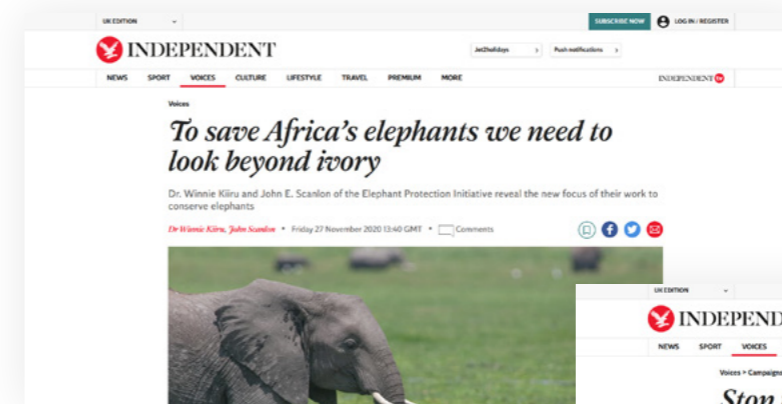 UK EDITION
SUBSCRIBE NOW
LOG IN / REGISTER
INDEPENDENT
Jet2holidays
Push notifications
NEWS SPORT VOICES CULTURE LIFESTYLE TRAVEL PREMIUM MORE
INDEPENDENT tv
Voices
To save Africa's elephants we need to
look beyond ivory
Dr. Winnie Kiiru and John E. Scanlon of the Elephant Protection Initiative reveal the new focus of their work to
conserve elephants
Dr Winnie Kiiru, John Scanlon • Friday 27 November 2020 13:40 GMT • Comments
UK EDITION
INDEPEND
NEWS SPORT VOICES
Voices > Campaigns
Stop